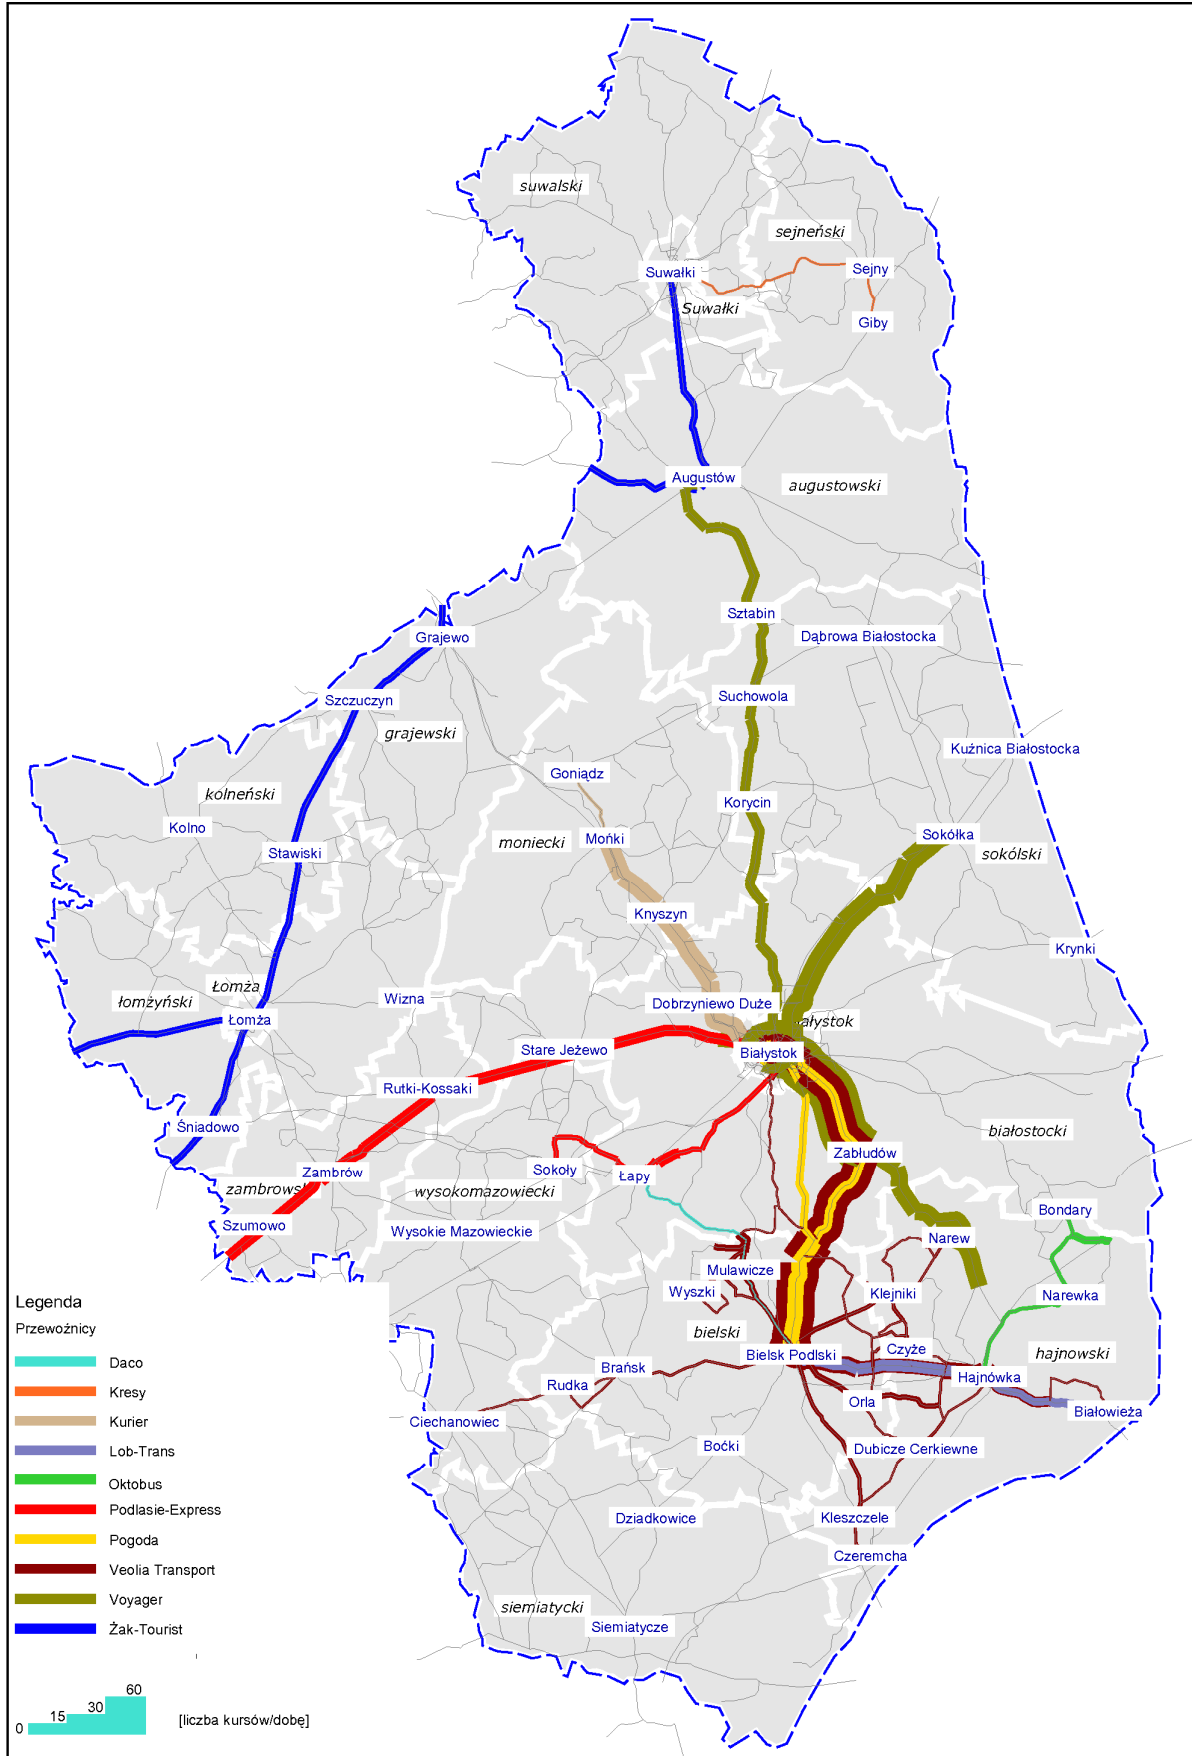 suwalski
sejneński
Suwałki
Sejny
Suwałki
Giby
Augustów
augustowski
Sztabin
Dąbrowa Białostocka
Grajewo
Szczuczyn
Suchowola
grajewski
Kuźnica Białostocka
Goniądz
kolneński
Korycin
Kolno
moniecki
Mońki
Sokółka
Stawiski
sokólski
Knyszyn
Krynki
Łomża
Wizna
łomżyński
Dobrzyniewo Duże
Łomża
ałystok
Stare Jeżewo
Białystok
Rutki-Kossaki
Śniadowo
białostocki
Zabłudów
Zambrów
Sokoły
Łapy
zambrowsk
wysokomazowiecki
Bondary
Szumowo
Wysokie Mazowieckie
Narew
Mulawicze
Wyszki
Klejniki
Narewka
Legenda
Przewoźnicy
bielski
Bielsk Podlski
Czyże
hajnowski
Daco
Brańsk
Hajnówka
Rudka
Kresy
Orla
Białowieża
Kurier
Ciechanowiec
Boćki
Dubicze Cerkiewne
Lob-Trans
Oktobus
Podlasie-Express
Dziadkowice
Kleszczele
Pogoda
Czeremcha
Veolia Transport
Voyager
siemiatycki
Siemiatycze
Żak-Tourist
0 15 30 60
[liczba kursów/dobę]